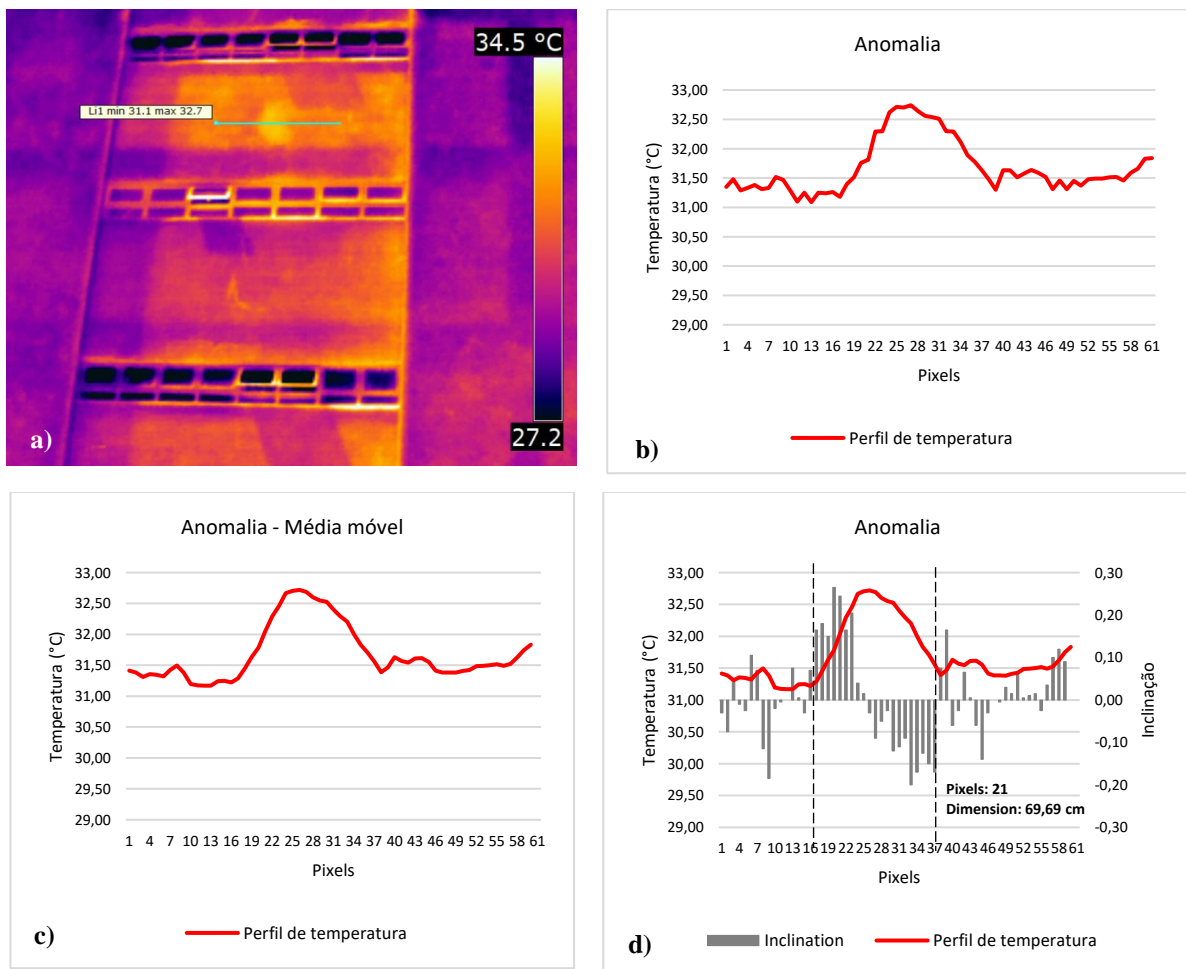 34.5 °C
Li1 min 31.1 max 32.7
27.2
a)
Anomalia
33,00
32,50
32,00
31,50
31,00
30,50
30,00
29,50
29,00
Temperatura (°C)
1 4 7 10 13 16 19 22 25 28 31 34 37 40 43 46 49 52 55 58 61
Pixels
Perfil de temperatura
b)
Anomalia - Média móvel
33,00
32,50
32,00
31,50
31,00
30,50
30,00
29,50
29,00
Temperatura (°C)
1 4 7 10 13 16 19 22 25 28 31 34 37 40 43 46 49 52 55 58 61
Pixels
Perfil de temperatura
c)
Anomalia
33,00
32,50
32,00
31,50
31,00
30,50
30,00
29,50
29,00
Temperatura (°C)
0,30
0,20
0,10
0,00
-0,10
-0,20
-0,30
Inclinação
Pixels: 21
Dimension: 69,69 cm
1 4 7 10 13 16 19 22 25 28 31 34 37 40 43 46 49 52 55 58 61
Pixels
Inclination
Perfil de temperatura
d)